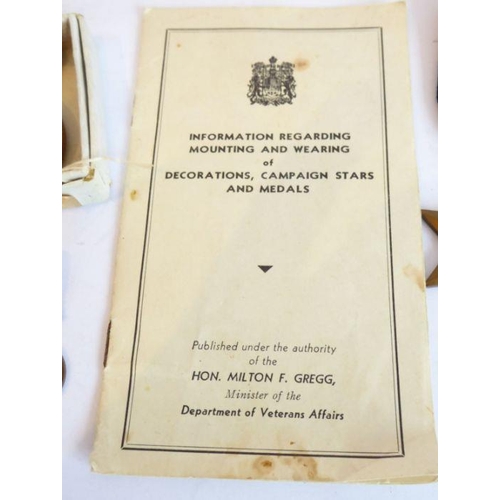 INFORMATION REGARDING
MOUNTING AND WEARING
of
DECORATIONS, CAMPAIGN STARS
AND MEDALS
Published under the authority
of the
HON. MILTON F. GREGG,
Minister of the
Department of Veterans Affairs